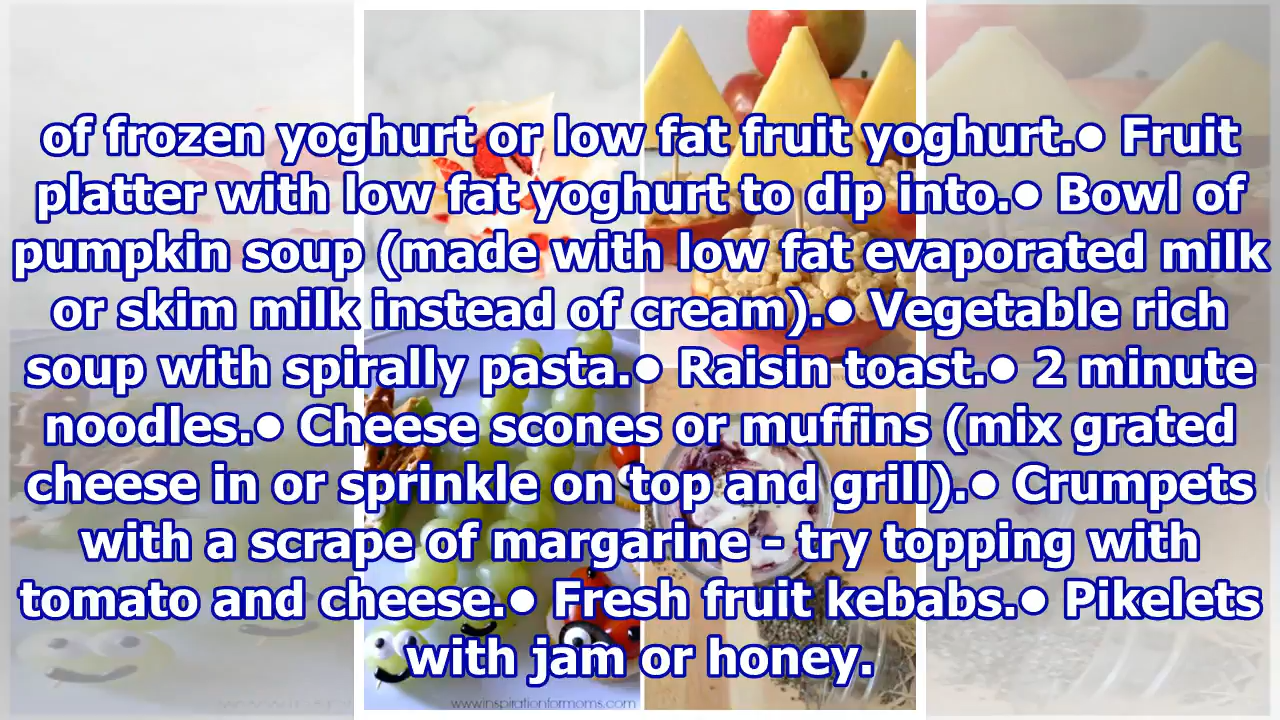 of frozen yoghurt or low fat fruit yoghurt.● Fruit
platter with low fat yoghurt to dip into.● Bowl of
pumpkin soup (made with low fat evaporated milk
or skim milk instead of cream).● Vegetable rich
soup with spirally pasta.● Raisin toast.● 2 minute
noodles.● Cheese scones or muffins (mix grated
cheese in or sprinkle on top and grill).● Crumpets
with a scrape of margarine - try topping with
tomato and cheese.● Fresh fruit kebabs.● Pikelets
with jam or honey.
www.inspirationformoms.com